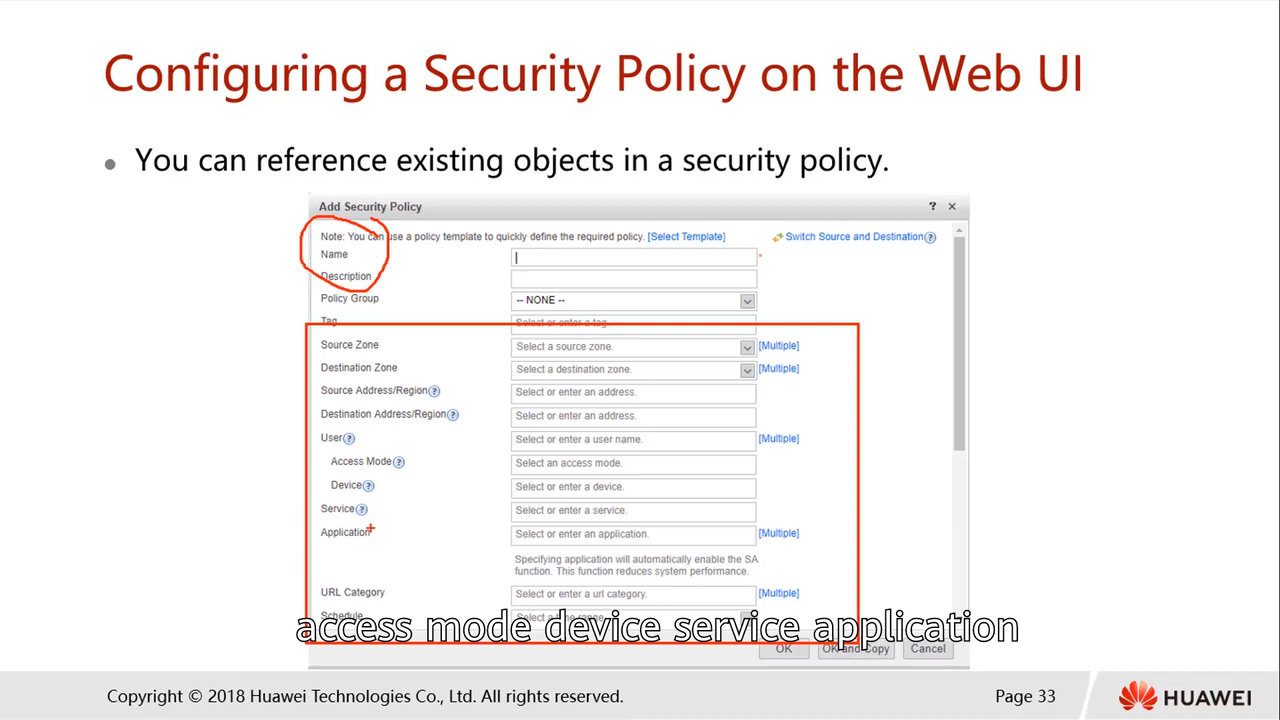 Configuring a Security Policy on the Web UI
• You can reference existing objects in a security policy.
Add Security Policy ? ×
Note: You can use a policy template to quickly define the required policy. [Select Template] Switch Source and Destination ?
Name *
Description
Policy Group -- NONE --
Tag Select or enter a tag.
Source Zone Select a source zone. [Multiple]
Destination Zone Select a destination zone. [Multiple]
Source Address/Region ? Select or enter an address.
Destination Address/Region ? Select or enter an address.
User ? Select or enter a user name. [Multiple]
Access Mode ? Select an access mode.
Device ? Select or enter a device.
Service ? Select or enter a service.
Application Select or enter an application. [Multiple]
Specifying application will automatically enable the SA
function. This function reduces system performance.
URL Category Select or enter a url category. [Multiple]
Schedule Select a time range.
access mode device service application
OK OK and Copy Cancel
Copyright © 2018 Huawei Technologies Co., Ltd. All rights reserved. Page 33 HUAWEI